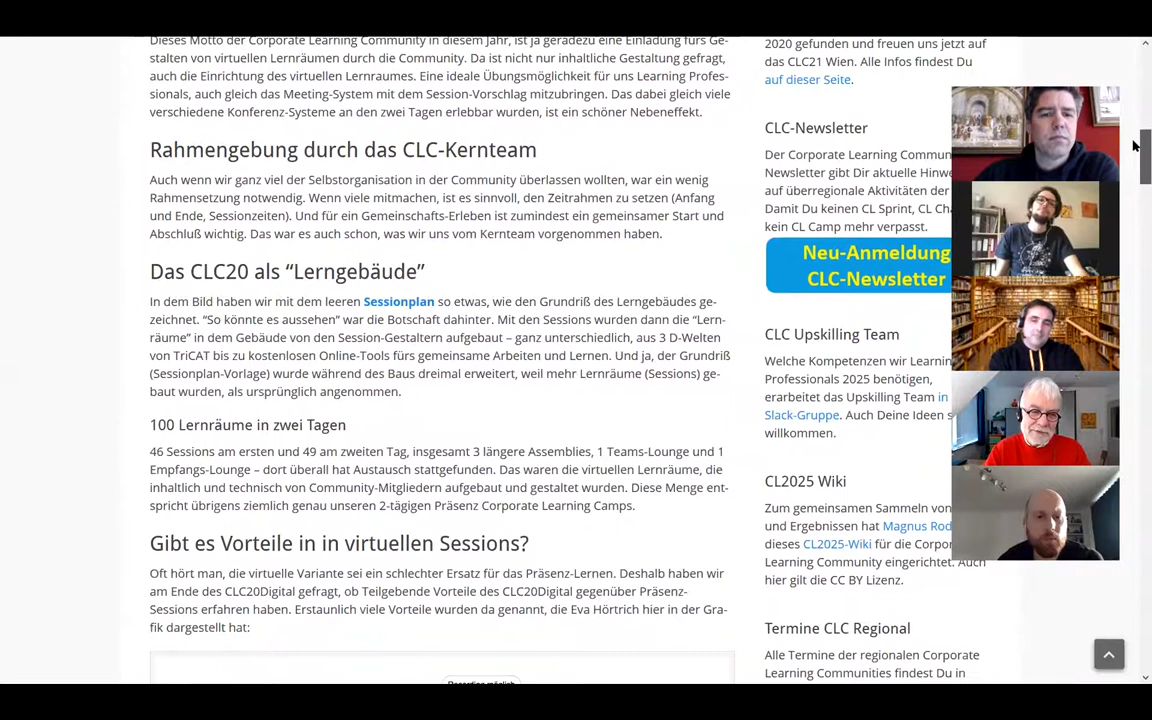 Dieses Motto der Corporate Learning Community in diesem Jahr, ist ja geradezu eine Einladung fürs Ge-
stalten von virtuellen Lernräumen durch die Community. Da ist nicht nur inhaltliche Gestaltung gefragt,
auch die Einrichtung des virtuellen Lernraumes. Eine ideale Übungsmöglichkeit für uns Learning Profes-
sionals, auch gleich das Meeting-System mit dem Session-Vorschlag mitzubringen. Das dabei gleich viele
verschiedene Konferenz-Systeme an den zwei Tagen erlebbar wurden, ist ein schöner Nebeneffekt.
Rahmengebung durch das CLC-Kernteam
Auch wenn wir ganz viel der Selbstorganisation in der Community überlassen wollten, war ein wenig
Rahmensetzung notwendig. Wenn viele mitmachen, ist es sinnvoll, den Zeitrahmen zu setzen (Anfang
und Ende, Sessionzeiten). Und für ein Gemeinschafts-Erleben ist zumindest ein gemeinsamer Start und
Abschluß wichtig. Das war es auch schon, was wir uns vom Kernteam vorgenommen haben.
Das CLC20 als “Lerngebäude”
In dem Bild haben wir mit dem leeren Sessionplan so etwas, wie den Grundriß des Lerngebäudes ge-
zeichnet. “So könnte es aussehen” war die Botschaft dahinter. Mit den Sessions wurden dann die “Lern-
räume” in dem Gebäude von den Session-Gestaltern aufgebaut – ganz unterschiedlich, aus 3 D-Welten
von TriCAT bis zu kostenlosen Online-Tools fürs gemeinsame Arbeiten und Lernen. Und ja, der Grundriß
(Sessionplan-Vorlage) wurde während des Baus dreimal erweitert, weil mehr Lernräume (Sessions) ge-
baut wurden, als ursprünglich angenommen.
100 Lernräume in zwei Tagen
46 Sessions am ersten und 49 am zweiten Tag, insgesamt 3 längere Assemblies, 1 Teams-Lounge und 1
Empfangs-Lounge – dort überall hat Austausch stattgefunden. Das waren die virtuellen Lernräume, die
inhaltlich und technisch von Community-Mitgliedern aufgebaut und gestaltet wurden. Diese Menge ent-
spricht übrigens ziemlich genau unseren 2-tägigen Präsenz Corporate Learning Camps.
Gibt es Vorteile in in virtuellen Sessions?
Oft hört man, die virtuelle Variante sei ein schlechter Ersatz für das Präsenz-Lernen. Deshalb haben wir
am Ende des CLC20Digital gefragt, ob Teilgebende Vorteile des CLC20Digital gegenüber Präsenz-
Sessions erfahren haben. Erstaunlich viele Vorteile wurden da genannt, die Eva Hörtrich hier in der Gra-
fik dargestellt hat:
2020 gefunden und freuen uns jetzt auf
das CLC21 Wien. Alle Infos findest Du
auf dieser Seite.
CLC-Newsletter
Der Corporate Learning Commun
Newsletter gibt Dir aktuelle Hinwe
auf überregionale Aktivitäten der
Damit Du keinen CL Sprint, CL Cha
kein CL Camp mehr verpasst.
Neu-Anmeldung
CLC-Newsletter
CLC Upskilling Team
Welche Kompetenzen wir Learnin
Professionals 2025 benötigen,
erarbeitet das Upskilling Team in
Slack-Gruppe. Auch Deine Ideen s
willkommen.
CL2025 Wiki
Zum gemeinsamen Sammeln von
und Ergebnissen hat Magnus Rod
dieses CL2025-Wiki für die Corpor
Learning Community eingerichtet. Auch
hier gilt die CC BY Lizenz.
Termine CLC Regional
Alle Termine der regionalen Corporate
Learning Communities findest Du in